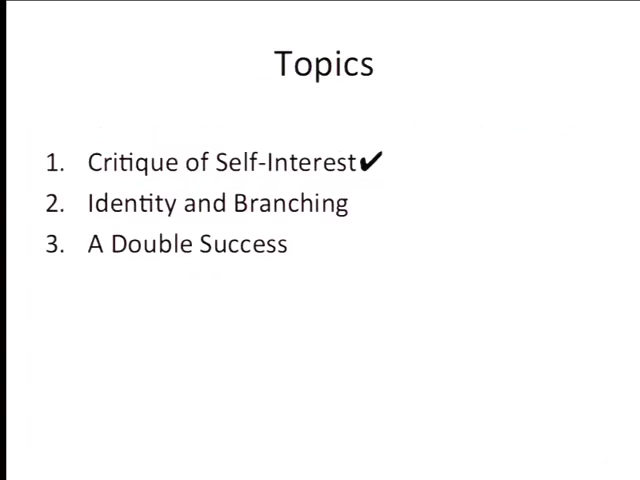 Topics
1. Critique of Self-Interest✔
2. Identity and Branching
3. A Double Success